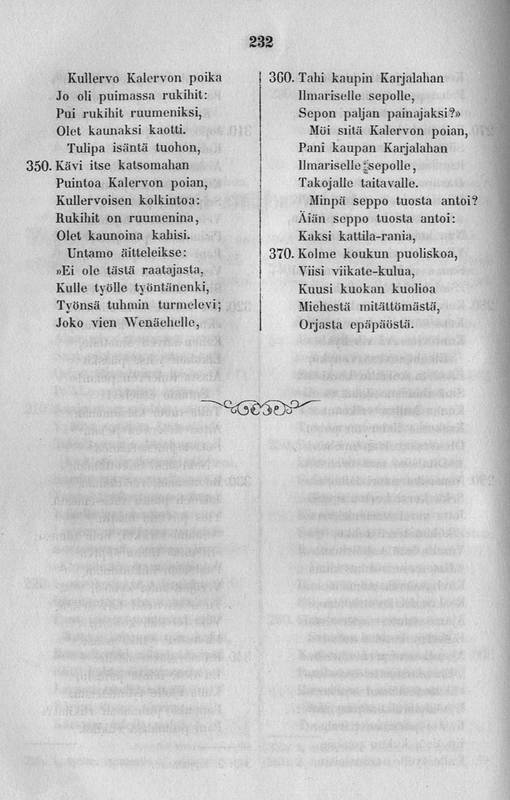 232
Kullervo Kalervon poika
Jo oli puimassa rukihit:
Pui rukihit ruumeniksi,
Olet kaunaksi kaotti.
Tulipa isäntä tuohon,
350. Kävi itse katsomahan
Puintoa Kalervon poian,
Kullervoisen kolkintoa:
Rukihit on ruumenina,
Olet kaunoina kahisi.
Untamo äitteleikse:
»Ei ole tästä raatajasta,
Kulle työlle työntänenki,
Työnsä tuhmin turmelevi;
Joko vien Wenäehelle,
360. Tahi kaupin Karjalahan
Ilmariselle sepolle,
Sepon paljan painajaksi?»
Möi siitä Kalervon poian,
Pani kaupan Karjalahan
Ilmariselle sepolle,
Takojalle taitavalle.
Minpä seppo tuosta antoi?
Äiän seppo tuosta antoi:
Kaksi kattila-rania,
370. Kolme koukun puoliskoa,
Viisi viikate-kulua,
Kuusi kuokan kuolioa
Miehestä mitättömästä,
Orjasta epäpäöstä.